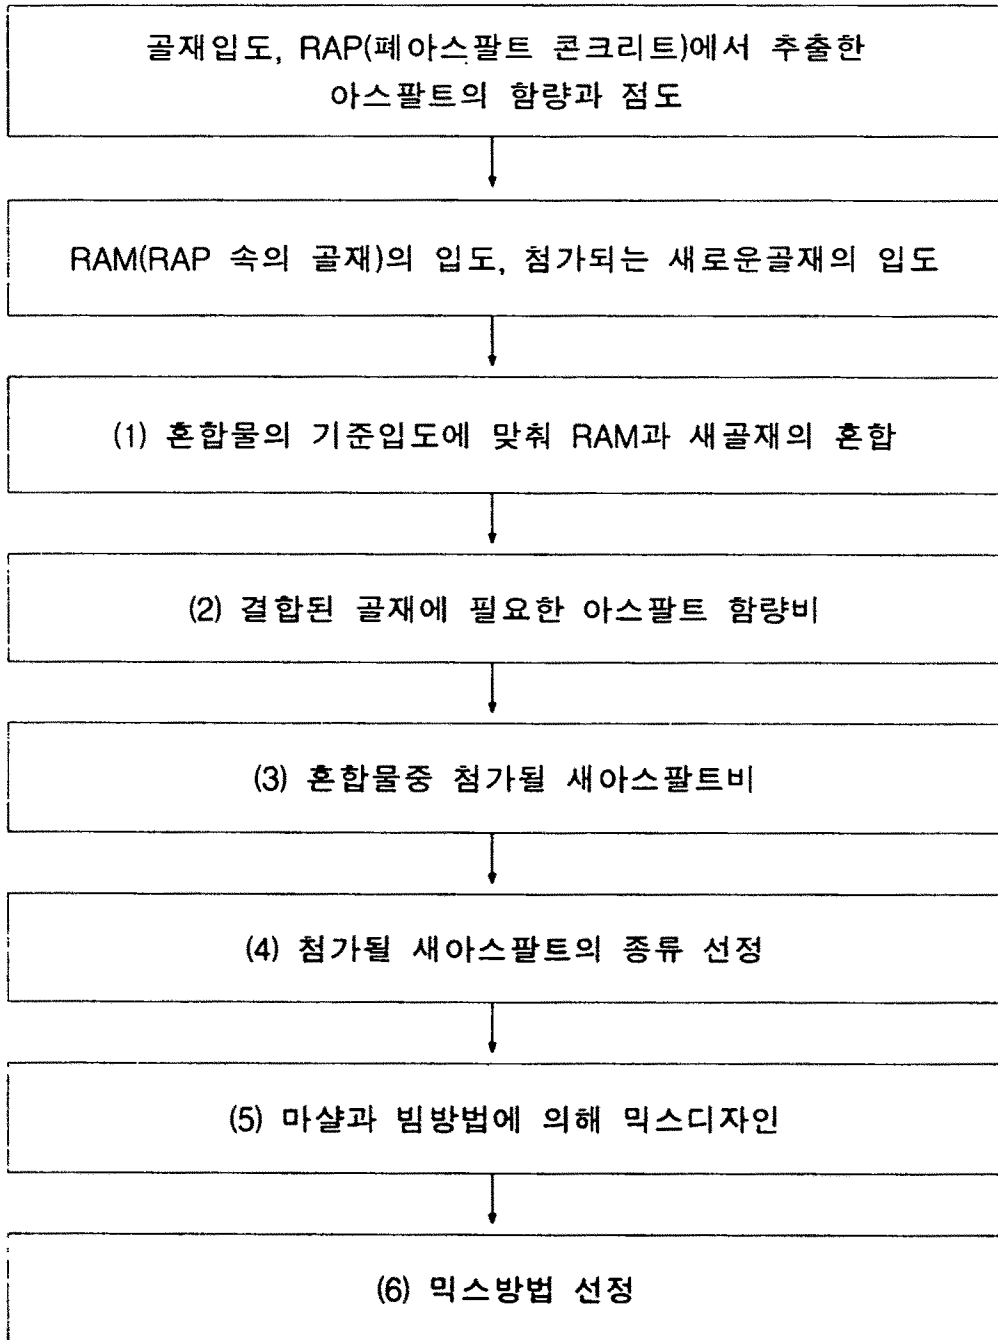 골재입도, RAP(폐아스팔트 콘크리트)에서 추출한
아스팔트의 함량과 점도
RAM(RAP 속의 골재)의 입도, 첨가되는 새로운골재의 입도
(1) 혼합물의 기준입도에 맞춰 RAM과 새골재의 혼합
(2) 결합된 골재에 필요한 아스팔트 함량비
(3) 혼합물중 첨가될 새아스팔트비
(4) 첨가될 새아스팔트의 종류 선정
(5) 마샬과 빔방법에 의해 믹스디자인
(6) 믹스방법 선정